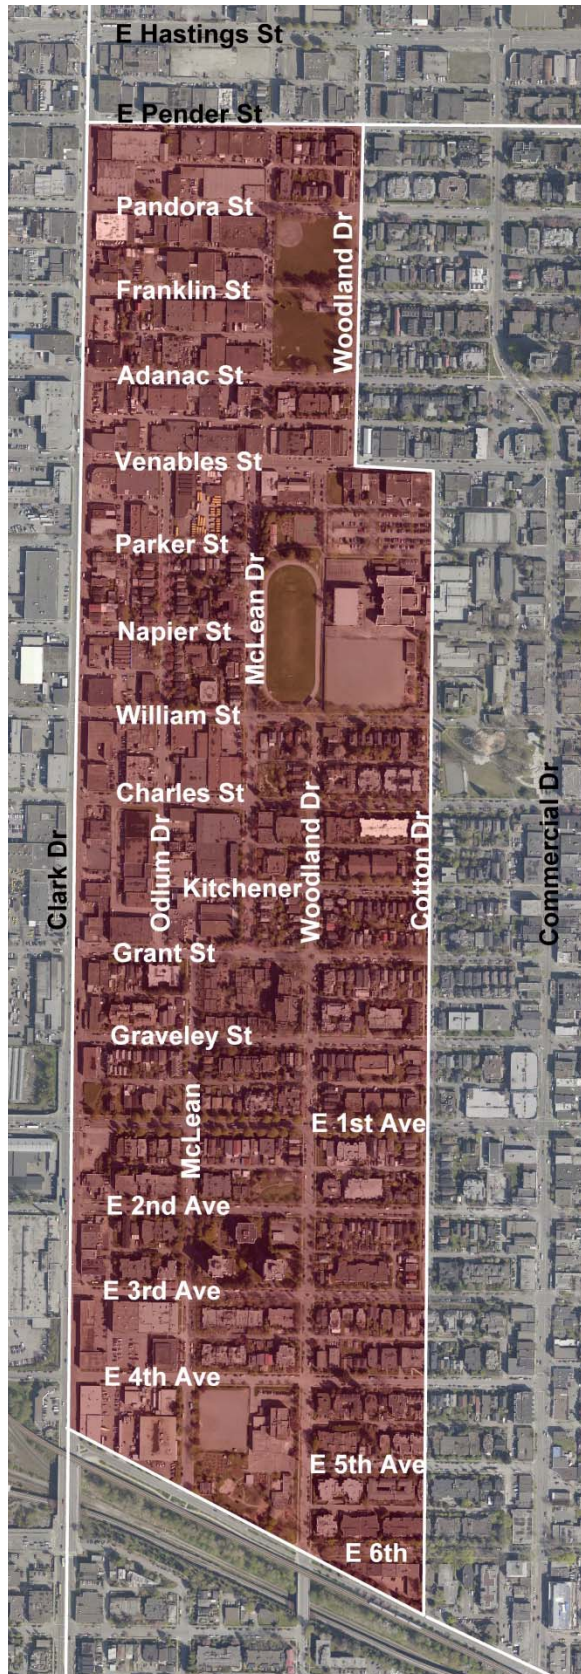 E Hastings St
E Pender St
Pandora St
Woodland Dr
Franklin St
Adanac St
Venables St
Parker St
McLean Dr
Napier St
William St
Charles St
Clark Dr
Odlum Dr
Woodland Dr
Cotton Dr
Commercial Dr
Kitchener
Grant St
Graveley St
McLean
E 1st Ave
E 2nd Ave
E 3rd Ave
E 4th Ave
E 5th Ave
E 6th